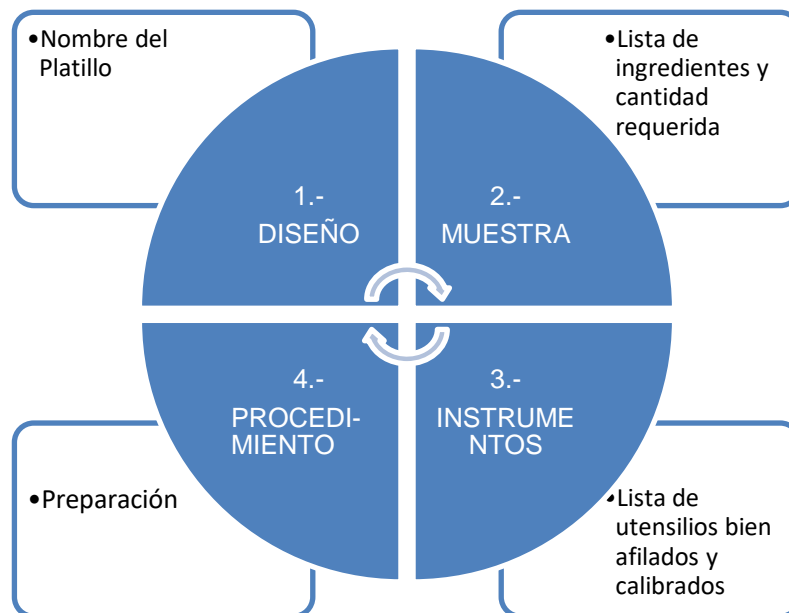 •Nombre del
Platillo
•Lista de
ingredientes y
cantidad
requerida
1.-
DISEÑO
2.-
MUESTRA
4.-
PROCEDI-
MIENTO
3.-
INSTRUME
NTOS
•Preparación
•Lista de
utensilios bien
afilados y
calibrados